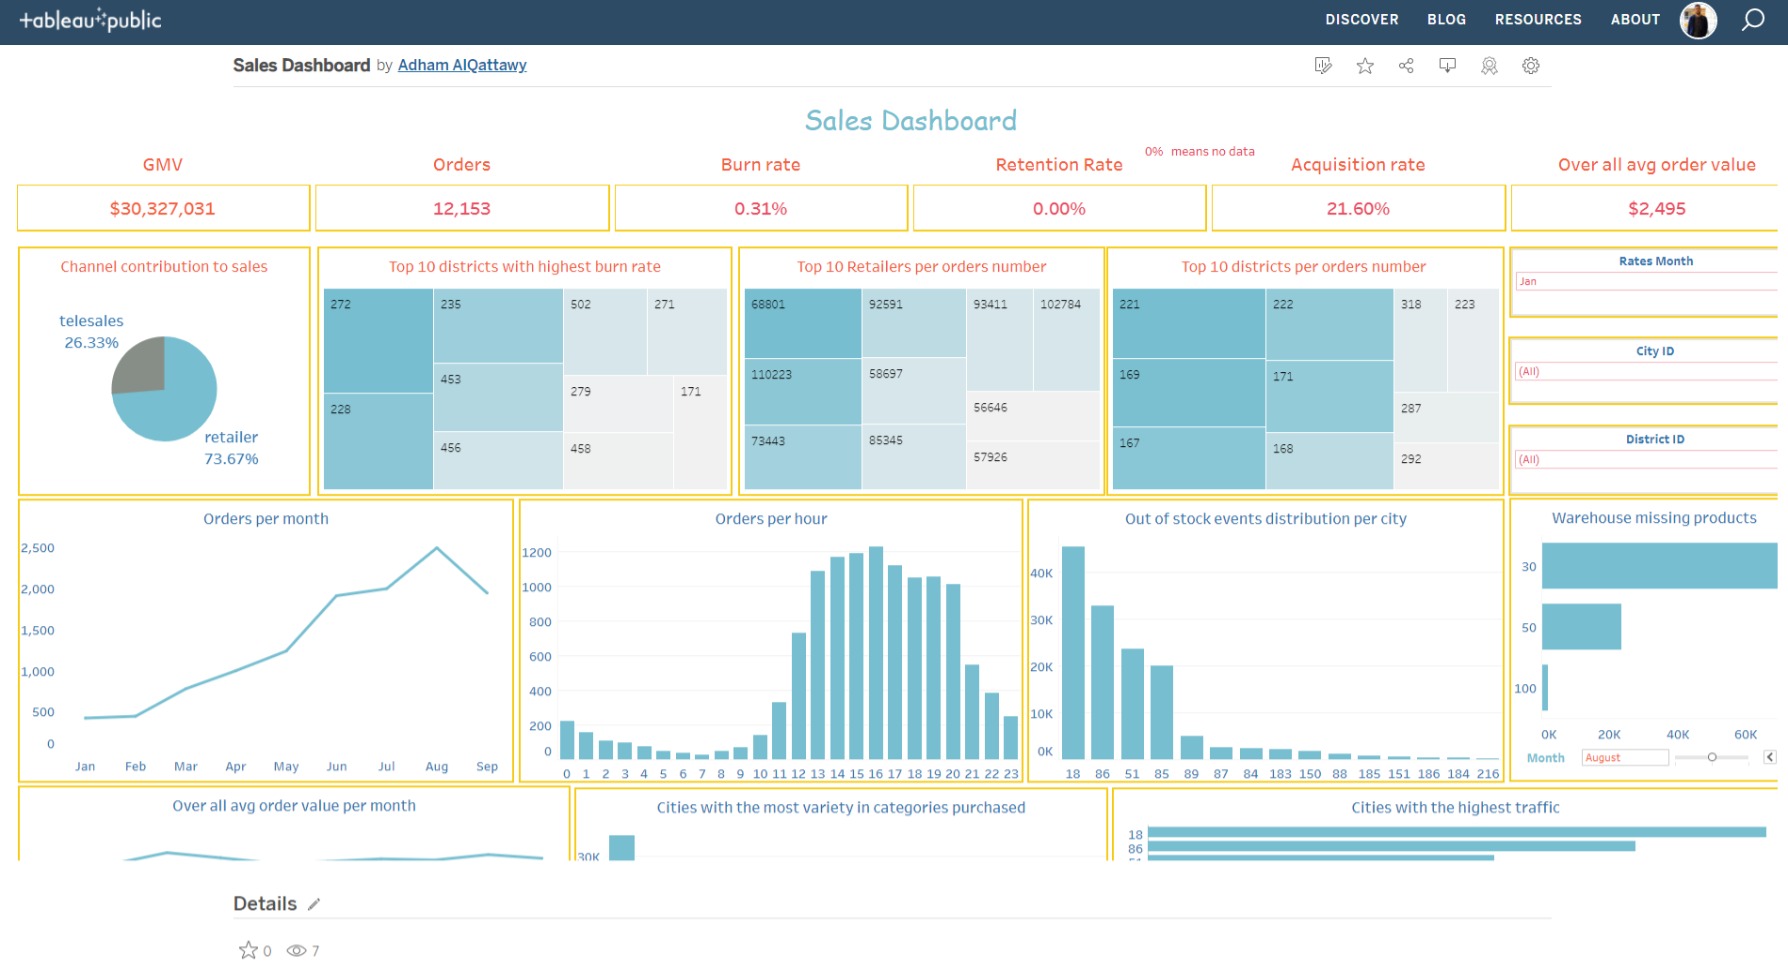 +ableau public
DISCOVER BLOG RESOURCES ABOUT
Sales Dashboard by Adham AlQattawy
Sales Dashboard
0% means no data
GMV Orders Burn rate Retention Rate Acquisition rate Over all avg order value
$30,327,031 12,153 0.31% 0.00% 21.60% $2,495
Channel contribution to sales
telesales
26.33%
retailer
73.67%
Top 10 districts with highest burn rate
272 235 502 271
453
279 171
228
456 458
Top 10 Retailers per orders number
68801 92591 93411 102784
110223 58697
56646
73443 85345
57926
Top 10 districts per orders number
221 222 318 223
169 171
287
167 168
292
Rates Month
Jan
City ID
(All)
District ID
(All)
Orders per month
2,500
2,000
1,500
1,000
500
0
Jan Feb Mar Apr May Jun Jul Aug Sep
Orders per hour
1200
1000
800
600
400
200
0
0 1 2 3 4 5 6 7 8 9 10 11 12 13 14 15 16 17 18 19 20 21 22 23
Out of stock events distribution per city
40K
30K
20K
10K
0K
18 86 51 85 89 87 84 183 150 88 185 151 186 184 216
Warehouse missing products
30
50
100
0K 20K 40K 60K
Month August
Over all avg order value per month
Cities with the most variety in categories purchased
30K
Cities with the highest traffic
18
86
Details
0 7